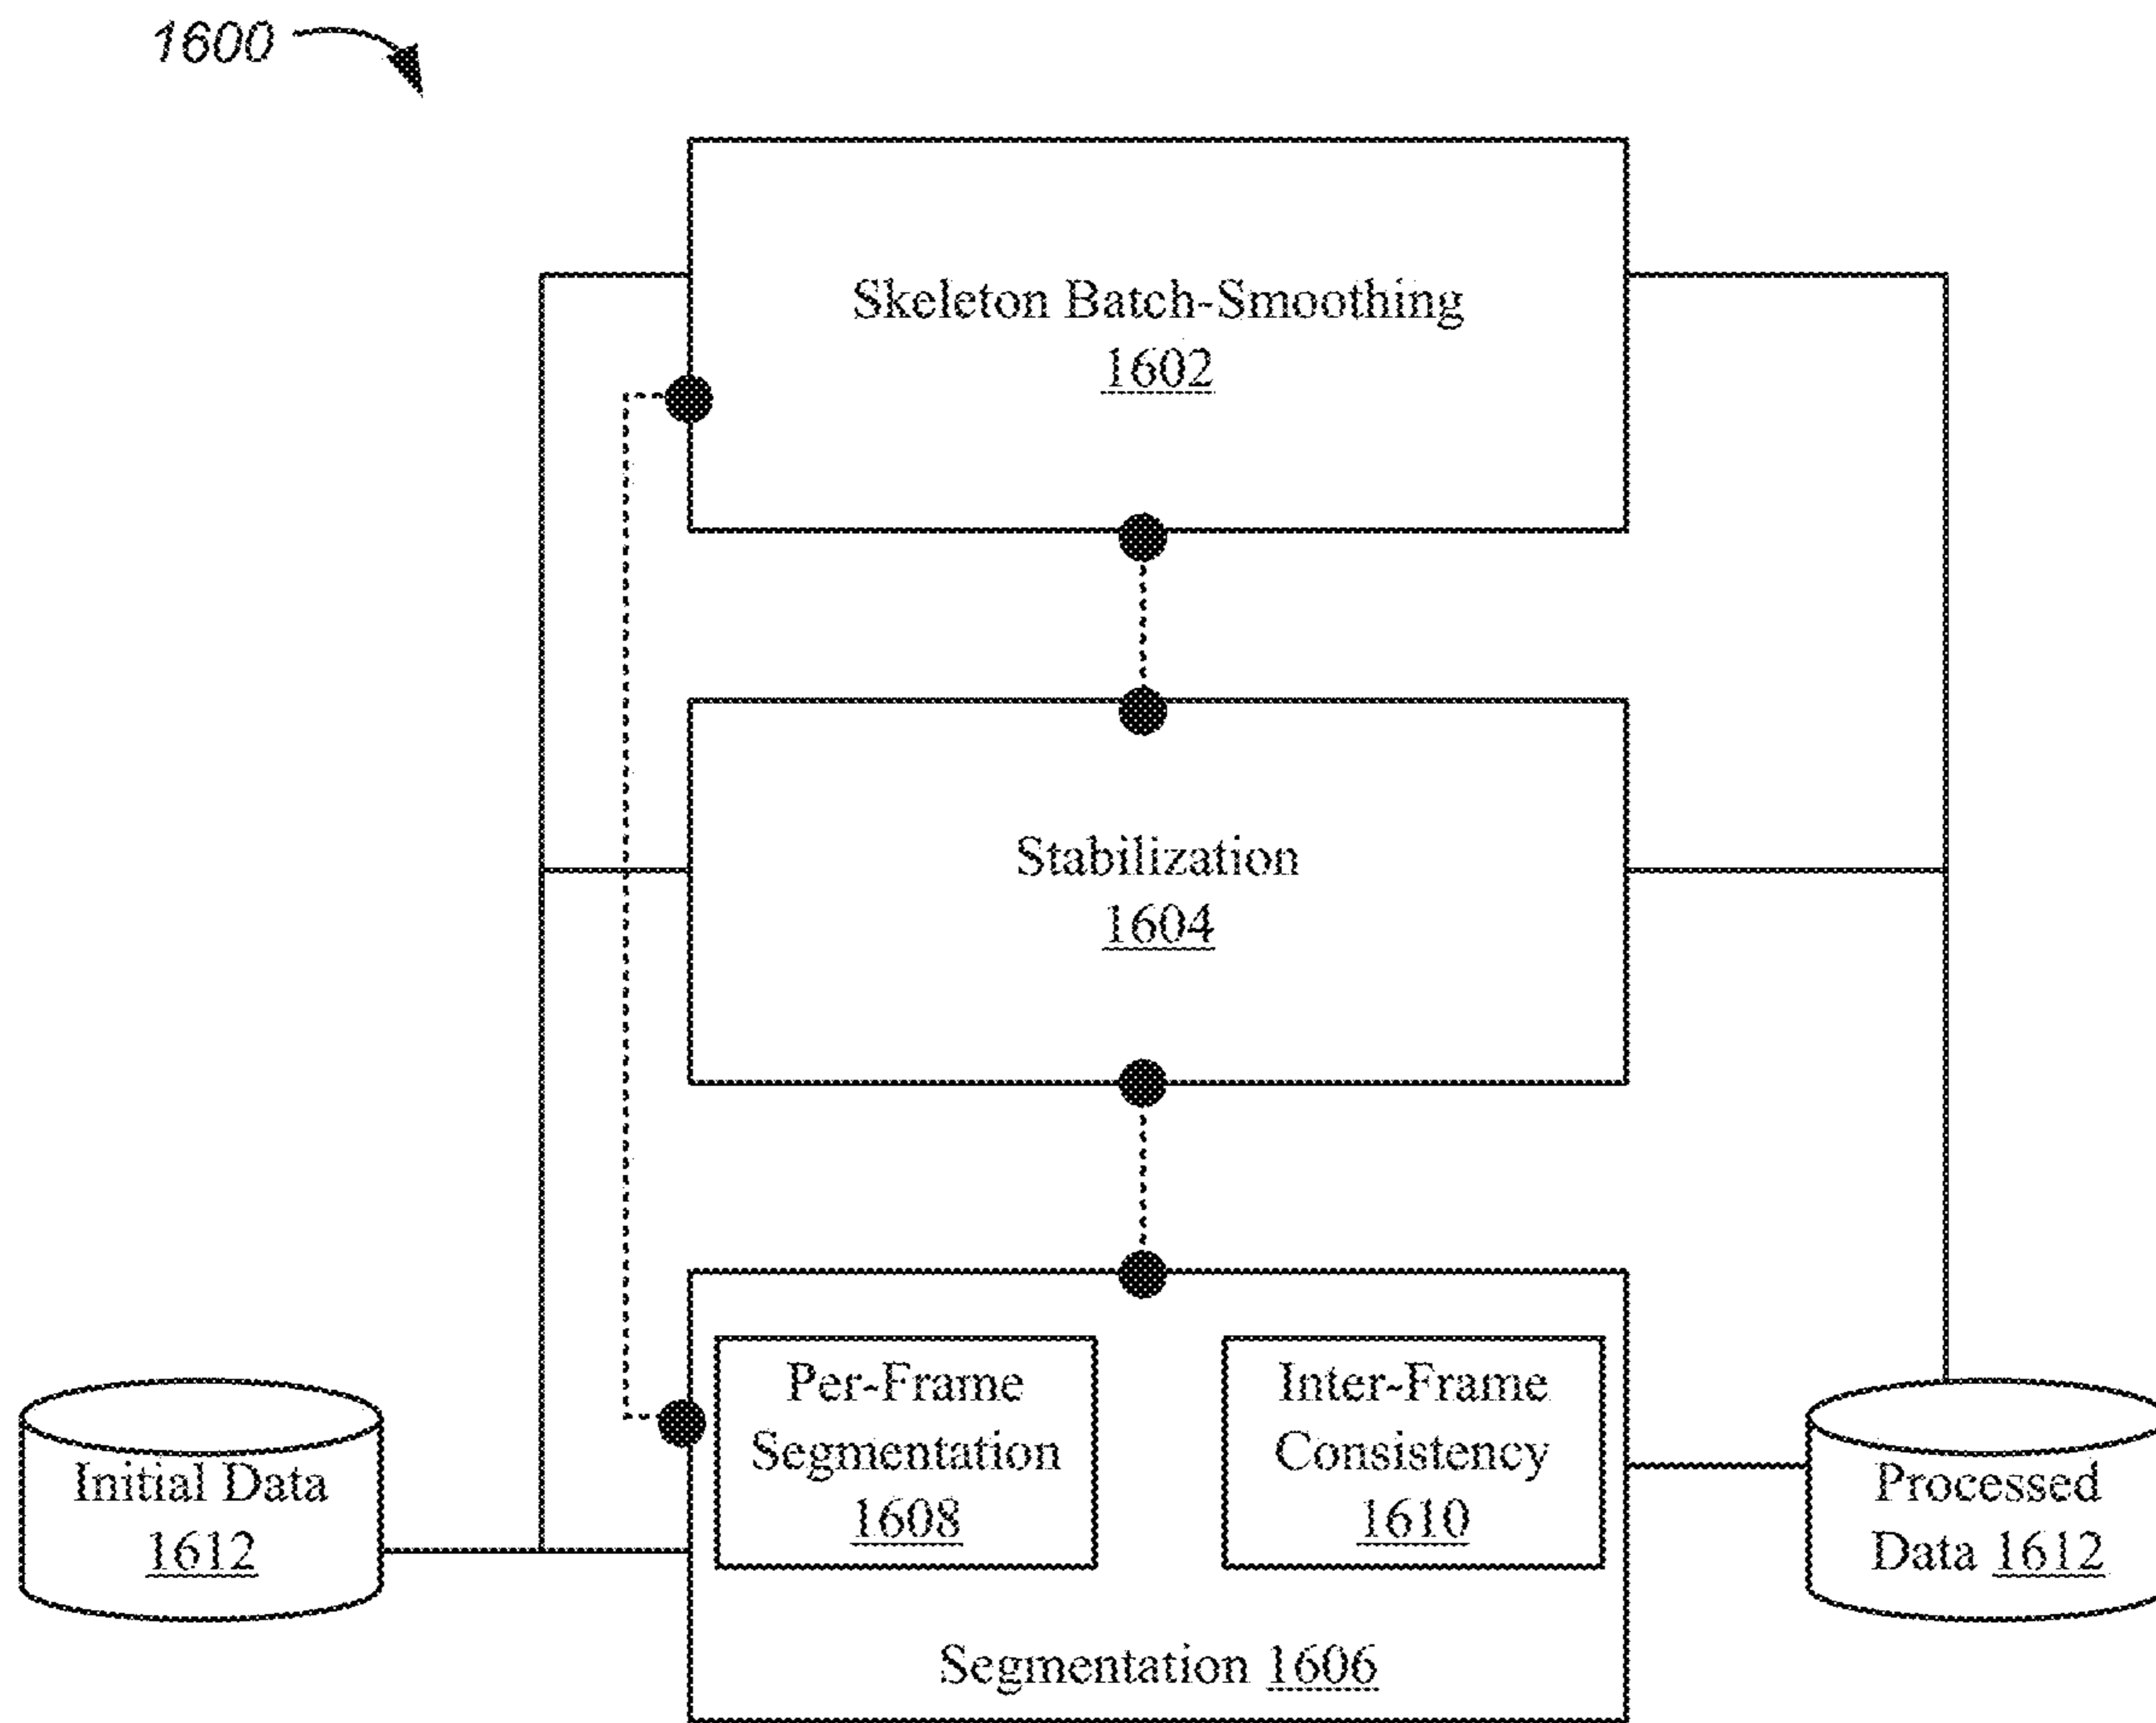 1600
Skeleton Batch-Smoothing
1602
Stabilization
1604
Per-Frame
Segmentation
1608
Inter-Frame
Consistency
1610
Segmentation 1606
Initial Data
1612
Processed
Data 1612